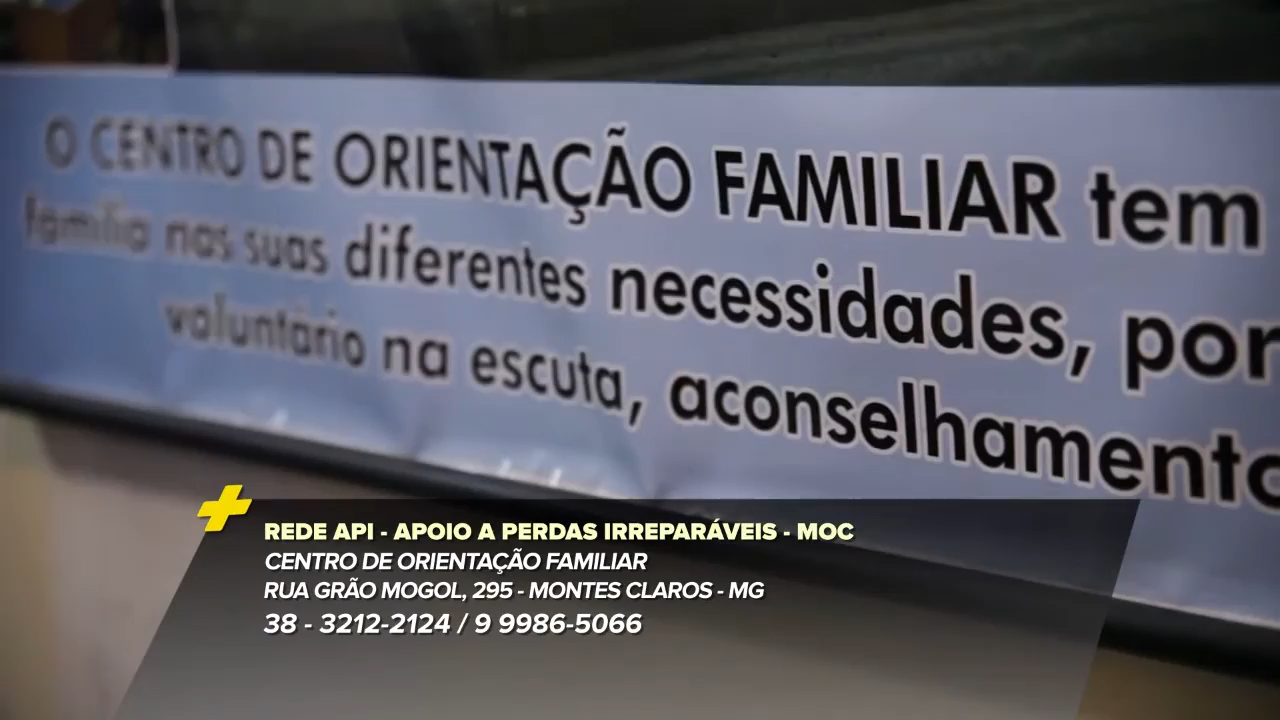 O CENTRO DE ORIENTAÇÃO FAMILIAR tem
Família nas suas diferentes necessidades, por
voluntário na escuta, aconselhamento
REDE API - APOIO A PERDAS IRREPARÁVEIS - MOC
CENTRO DE ORIENTAÇÃO FAMILIAR
RUA GRÃO MOGOL, 295 - MONTES CLAROS - MG
38 - 3212-2124 / 9 9986-5066